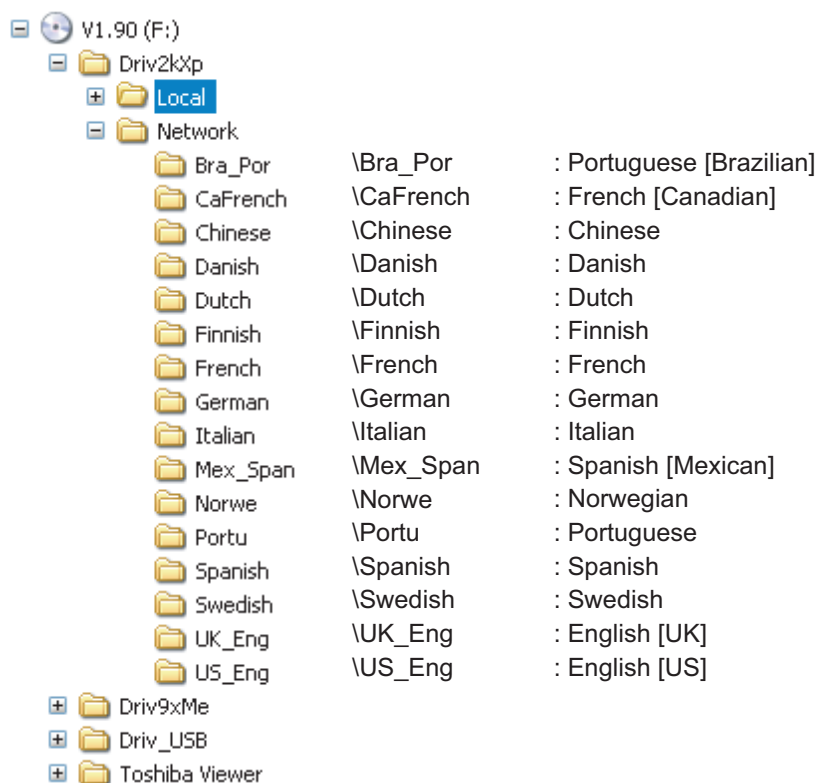 V1.90 (F:)
Driv2kXp
Local
Network
Bra_Por \Bra_Por : Portuguese [Brazilian]
CaFrench \CaFrench : French [Canadian]
Chinese \Chinese : Chinese
Danish \Danish : Danish
Dutch \Dutch : Dutch
Finnish \Finnish : Finnish
French \French : French
German \German : German
Italian \Italian : Italian
Mex_Span \Mex_Span : Spanish [Mexican]
Norwe \Norwe : Norwegian
Portu \Portu : Portuguese
Spanish \Spanish : Spanish
Swedish \Swedish : Swedish
UK_Eng \UK_Eng : English [UK]
US_Eng \US_Eng : English [US]
Driv9xMe
Driv_USB
Toshiba Viewer